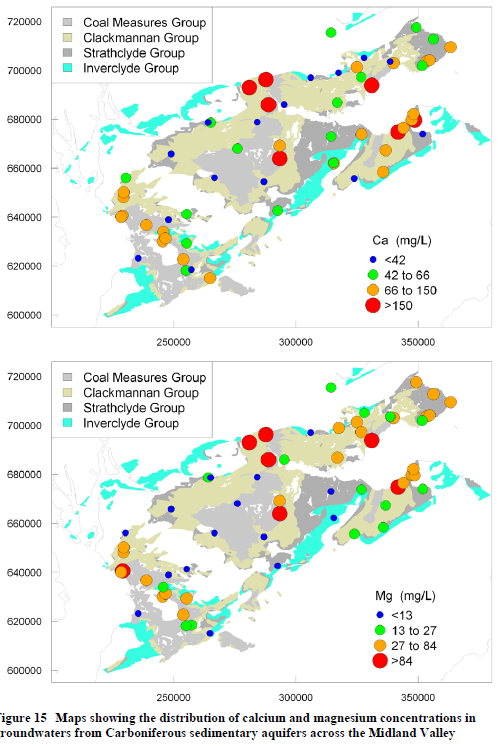 720000
700000
680000
660000
640000
620000
600000
Coal Measures Group
Clackmannan Group
Strathclyde Group
Inverclyde Group
Ca (mg/L)
<42
42 to 66
66 to 150
>150
250000 300000 350000
720000
700000
680000
660000
640000
620000
600000
Coal Measures Group
Clackmannan Group
Strathclyde Group
Inverclyde Group
Mg (mg/L)
<13
13 to 27
27 to 84
>84
250000 300000 350000
igure 15 Maps showing the distribution of calcium and magnesium concentrations in
roundwaters from Carboniferous sedimentary aquifers across the Midland Valley